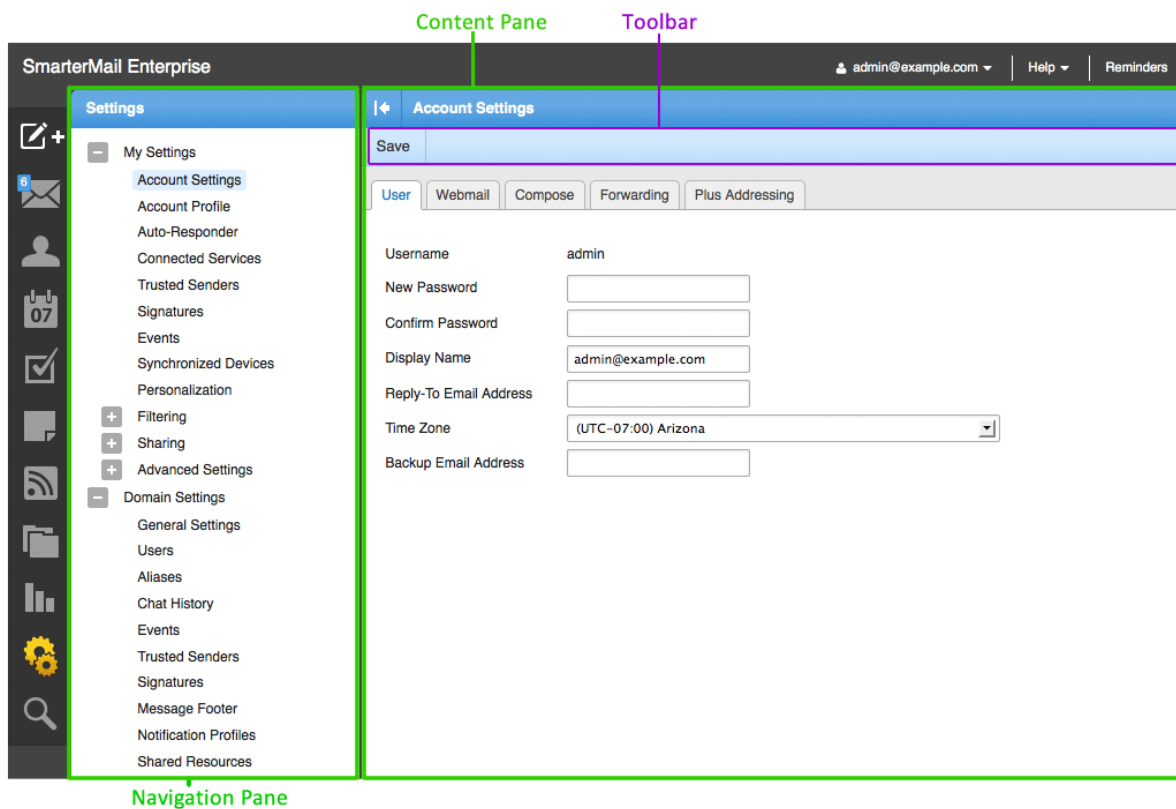 Content Pane
Toolbar
SmarterMail Enterprise
admin@example.com
Help
Reminders
Settings
Account Settings
Save
User
Webmail
Compose
Forwarding
Plus Addressing
6
07
My Settings
Account Settings
Account Profile
Auto-Responder
Connected Services
Trusted Senders
Signatures
Events
Synchronized Devices
Personalization
Filtering
Sharing
Advanced Settings
Domain Settings
General Settings
Users
Aliases
Chat History
Events
Trusted Senders
Signatures
Message Footer
Notification Profiles
Shared Resources
Username admin
New Password
Confirm Password
Display Name admin@example.com
Reply-To Email Address
Time Zone (UTC-07:00) Arizona
Backup Email Address
Navigation Pane